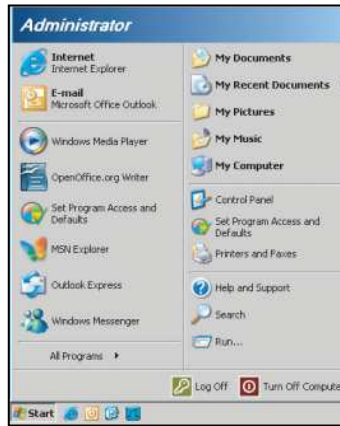 Administrator
Internet
Internet Explorer
E-mail
Microsoft Office Outlook
Windows Media Player
OpenOffice.org Writer
Set Program Access and
Defaults
MSN Explorer
Outlook Express
Windows Messenger
All Programs
My Documents
My Recent Documents
My Pictures
My Music
My Computer
Control Panel
Set Program Access and
Defaults
Printers and Faxes
Help and Support
Search
Run...
Log Off
Turn Off Compute
Start